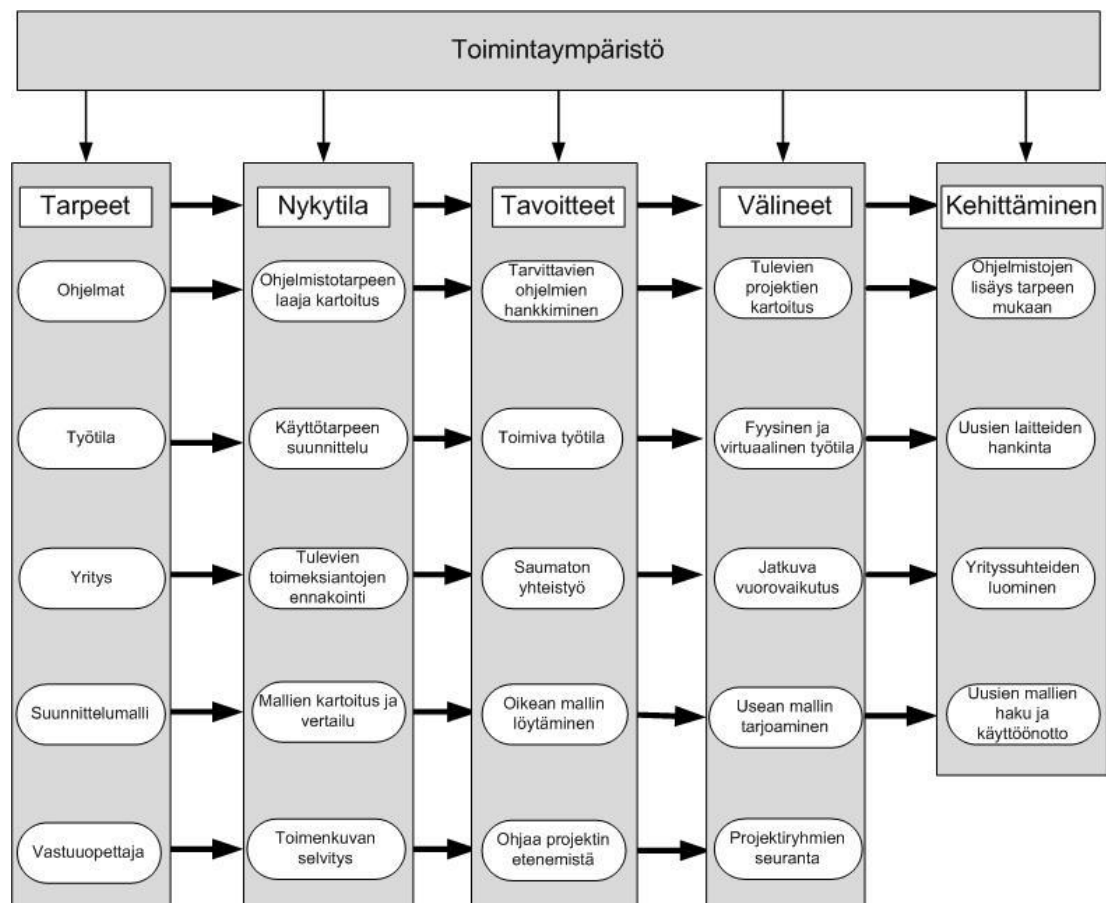 Toimintaympäristö
Tarpeet
Nykytila
Tavoitteet
Välineet
Kehittäminen
Ohjelmat
Ohjelmistotarpeen
laaja kartoitus
Tarvittavien
ohjelmien
hankkiminen
Tulevien
projektien
kartoitus
Ohjelmistojen
lisäys tarpeen
mukaan
Työtila
Käyttötarpeen
suunnittelu
Toimiva työtila
Fyysinen ja
virtuaalinen työtila
Uusien laitteiden
hankinta
Yritys
Tulevien
toimeksiantojen
ennakointi
Saumaton
yhteistyö
Jatkuva
vuorovaikutus
Yrityssuhteiden
luominen
Suunnittelumalli
Mallien kartoitus ja
vertailu
Oikean mallin
löytäminen
Usean mallin
tarjoaminen
Uusien mallien
haku ja
käyttöönotto
Vastuuopettaja
Toimenkuvan
selvitys
Ohjaa projektin
etenemistä
Projektiryhmien
seuranta